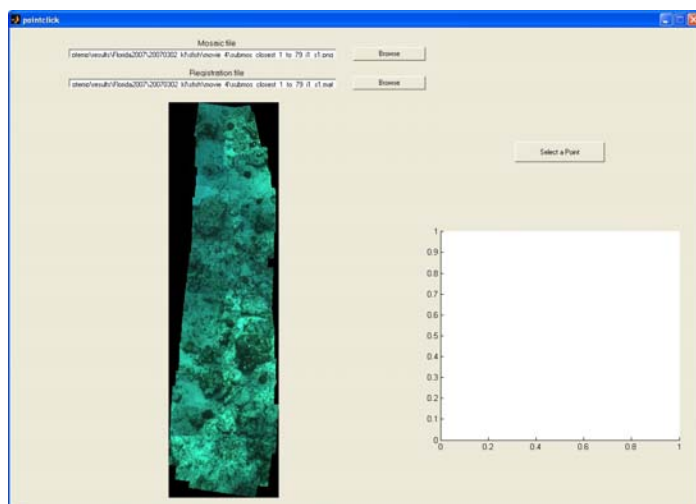 pointclick
Mosaic file
Browse
Registration file
Browse
Select a Point
1
0.9
0.8
0.7
0.6
0.5
0.4
0.3
0.2
0.1
0
0 0.2 0.4 0.6 0.8 1